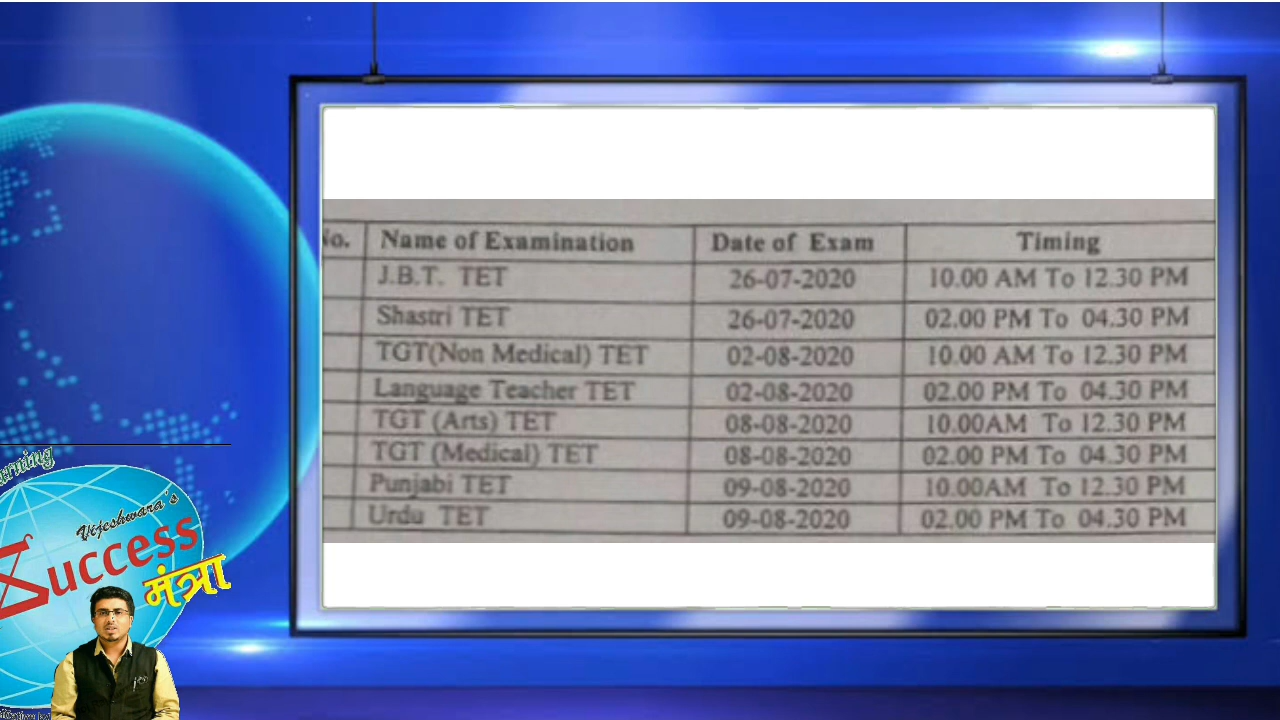 No. Name of Examination Date of Exam Timing
J.B.T. TET 26-07-2020 10.00 AM To 12.30 PM
Shastri TET 26-07-2020 02.00 PM To 04.30 PM
TGT(Non Medical) TET 02-08-2020 10.00 AM To 12.30 PM
Language Teacher TET 02-08-2020 02.00 PM To 04.30 PM
TGT (Arts) TET 08-08-2020 10.00AM To 12.30 PM
TGT (Medical) TET 08-08-2020 02.00 PM To 04.30 PM
Punjabi TET 09-08-2020 10.00AM To 12.30 PM
Urdu TET 09-08-2020 02.00 PM To 04.30 PM
Vijeshwara's
Success
मंत्रा